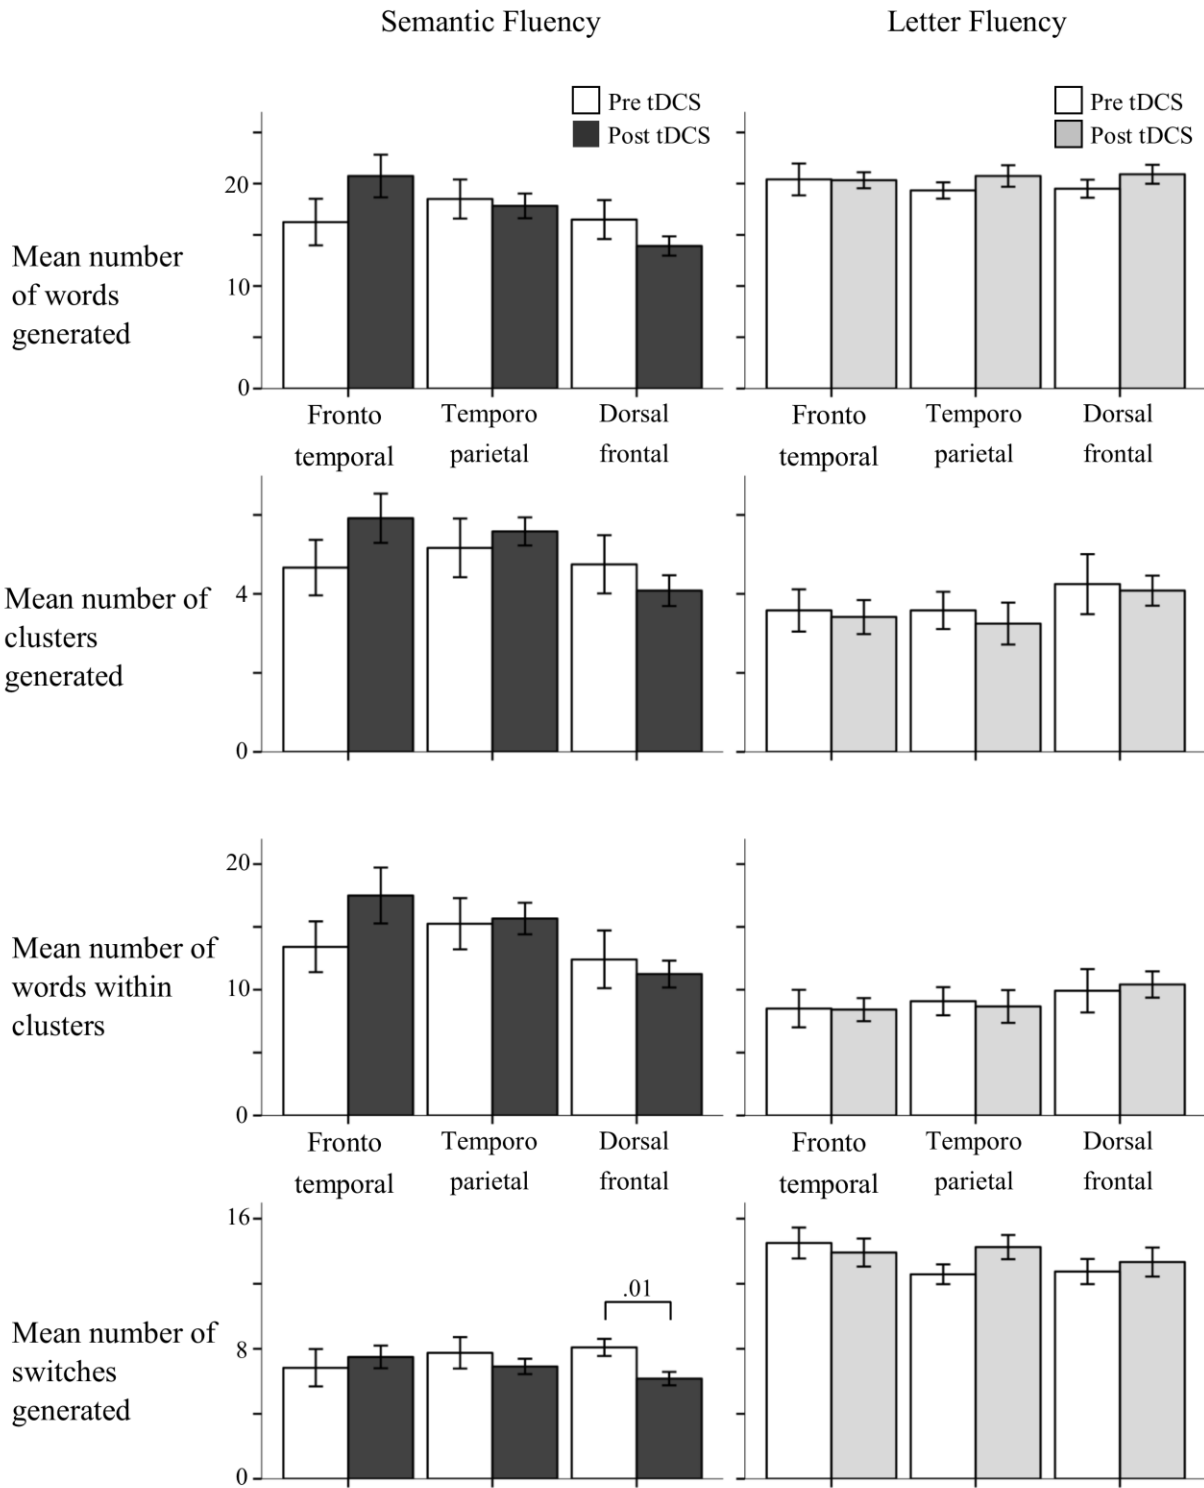 Semantic Fluency
Letter Fluency
Pre tDCS
Post tDCS
Pre tDCS
Post tDCS
Mean number
of words
generated
20
10
0
Fronto
temporal
Temporo
parietal
Dorsal
frontal
Fronto
temporal
Temporo
parietal
Dorsal
frontal
Mean number of
clusters
generated
4
0
Mean number of
words within
clusters
20
10
0
Fronto
temporal
Temporo
parietal
Dorsal
frontal
Fronto
temporal
Temporo
parietal
Dorsal
frontal
Mean number of
switches
generated
16
8
0
.01